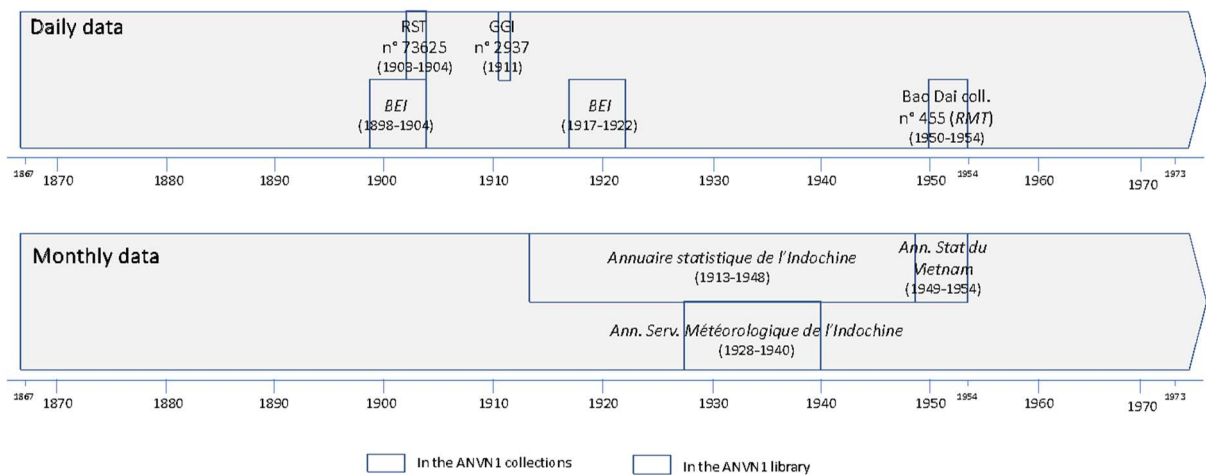 Daily data
RST
n° 73625
(1903-1904)
GGI
n° 2937
(1911)
BEI
(1898-1904)
BEI
(1917-1922)
Bao Dai coll.
n° 455 (RMT)
(1950-1954)
1867 1870 1880 1890 1900 1910 1920 1930 1940 1950 1954 1960 1970 1973
Monthly data
Annuaire statistique de l'Indochine
(1913-1948)
Ann. Stat du
Vietnam
(1949-1954)
Ann. Serv. Météorologique de l'Indochine
(1928-1940)
1867 1870 1880 1890 1900 1910 1920 1930 1940 1950 1954 1960 1970 1973
In the ANVN1 collections
In the ANVN1 library